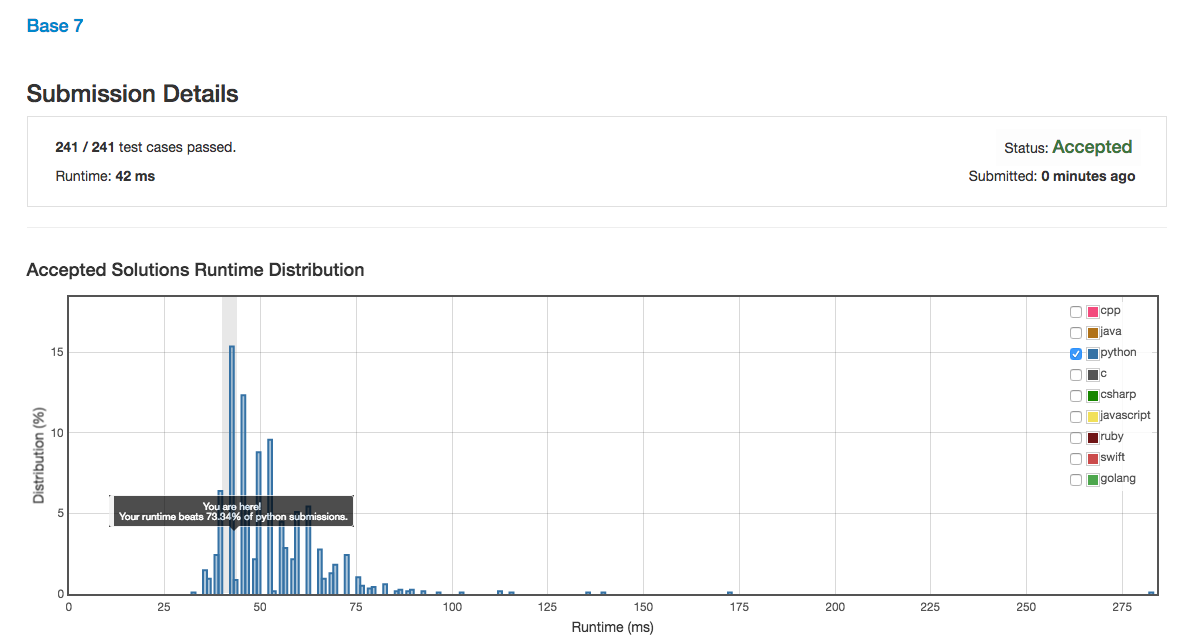 Base 7
Submission Details
241 / 241 test cases passed.
Status: Accepted
Runtime: 42 ms
Submitted: 0 minutes ago
Accepted Solutions Runtime Distribution
cpp
java
python
c
csharp
javascript
ruby
swift
golang
Distribution (%)
15
10
5
0
You are here!
Your runtime beats 73.34% of python submissions.
0 25 50 75 100 125 150 175 200 225 250 275
Runtime (ms)